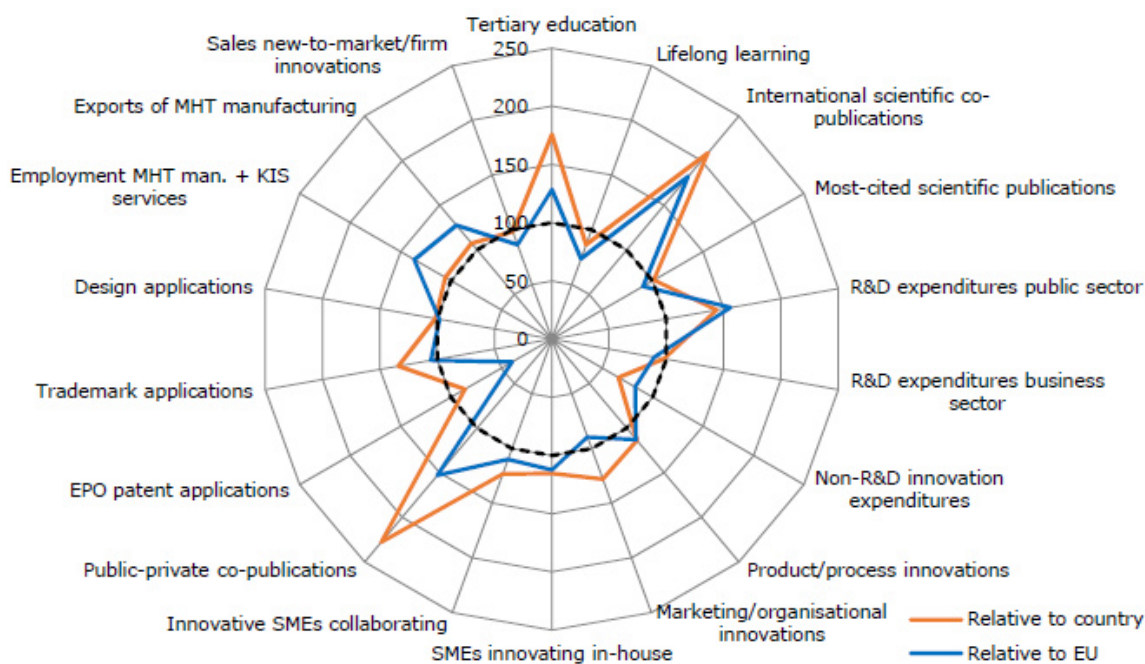 Tertiary education
250
Sales new-to-market/firm
innovations
Lifelong learning
200
Exports of MHT manufacturing
International scientific co-
publications
150
Employment MHT man. + KIS
services
Most-cited scientific publications
100
Design applications
R&D expenditures public sector
50
0
Trademark applications
R&D expenditures business
sector
EPO patent applications
Non-R&D innovation
expenditures
Public-private co-publications
Product/process innovations
Innovative SMEs collaborating
Marketing/organisational
innovations
SMEs innovating in-house
Relative to country
Relative to EU